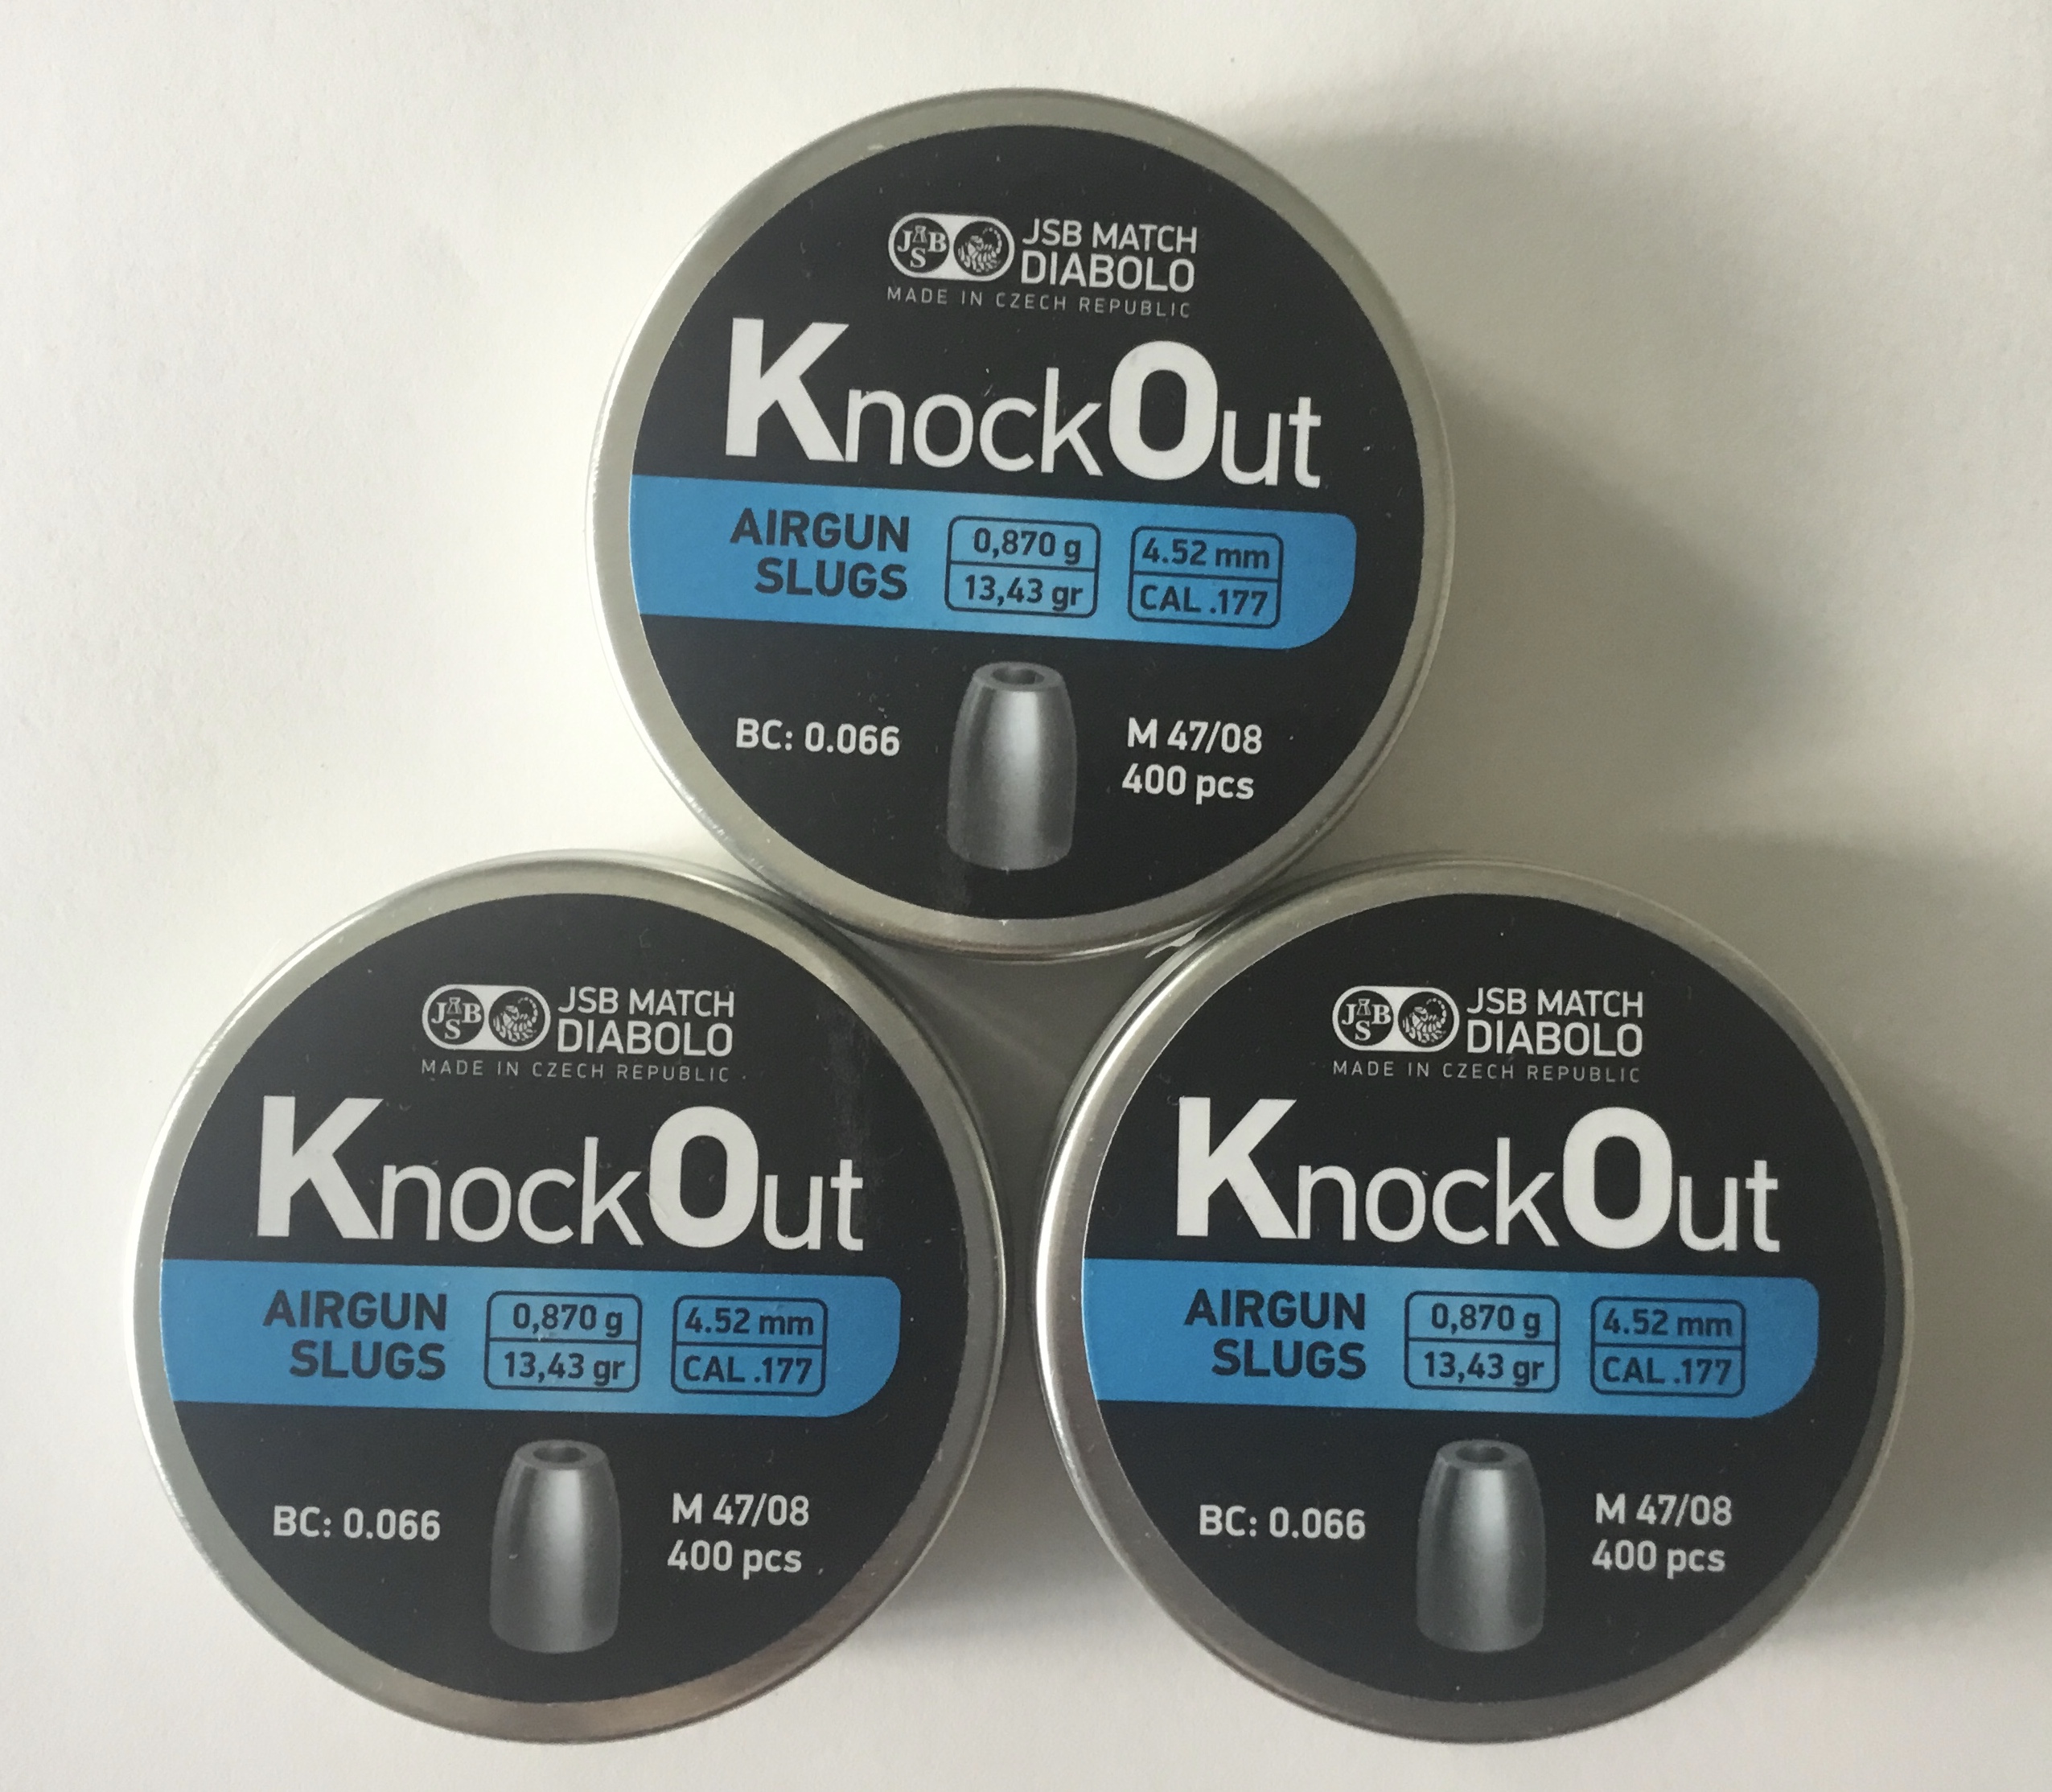 JSB
JSB MATCH
DIABOLO
MADE IN CZECH REPUBLIC
KnockOut
AIRGUN
SLUGS
0,870 g
13,43 gr
4.52 mm
CAL .177
BC: 0.066
M 47/08
400 pcs
JSB
JSB MATCH
DIABOLO
MADE IN CZECH REPUBLIC
KnockOut
AIRGUN
SLUGS
0,870 g
13,43 gr
4.52 mm
CAL .177
BC: 0.066
M 47/08
400 pcs
JSB
JSB MATCH
DIABOLO
MADE IN CZECH REPUBLIC
KnockOut
AIRGUN
SLUGS
0,870 g
13,43 gr
4.52 mm
CAL .177
BC: 0.066
M 47/08
400 pcs